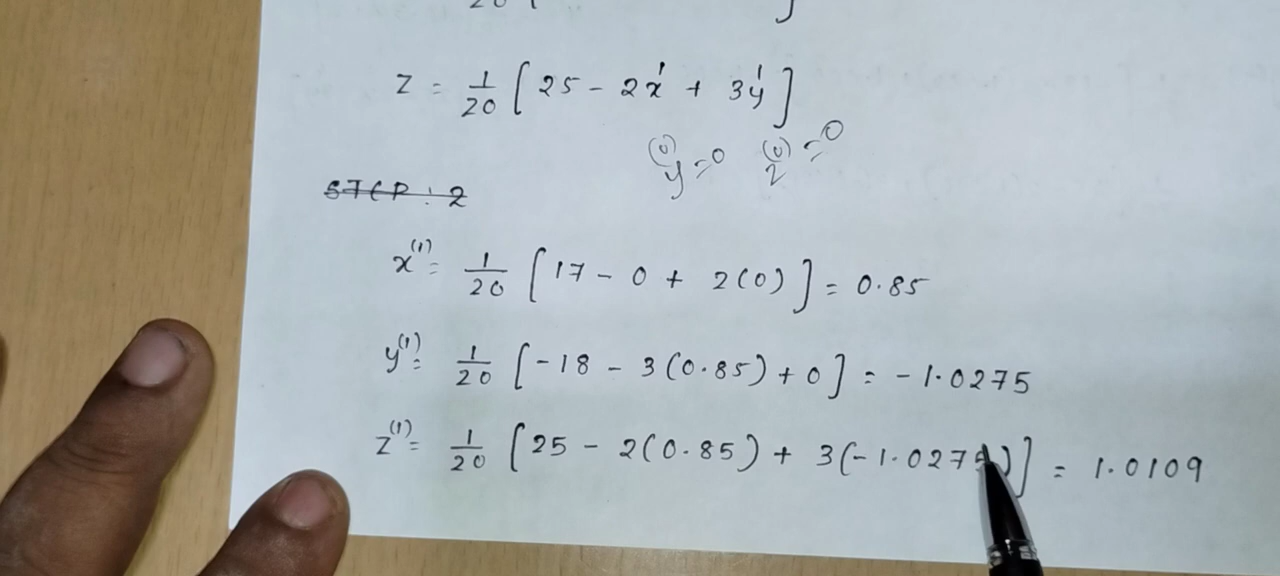 z = 1/20 [ 25 - 2x¹ + 3y¹ ]
y⁽⁰⁾ = 0 z⁽⁰⁾ = 0
STEP : 2
x⁽¹⁾ = 1/20 [ 17 - 0 + 2(0) ] = 0.85
y⁽¹⁾ = 1/20 [ -18 - 3(0.85) + 0 ] = -1.0275
z⁽¹⁾ = 1/20 [ 25 - 2(0.85) + 3(-1.0275) ] = 1.0109